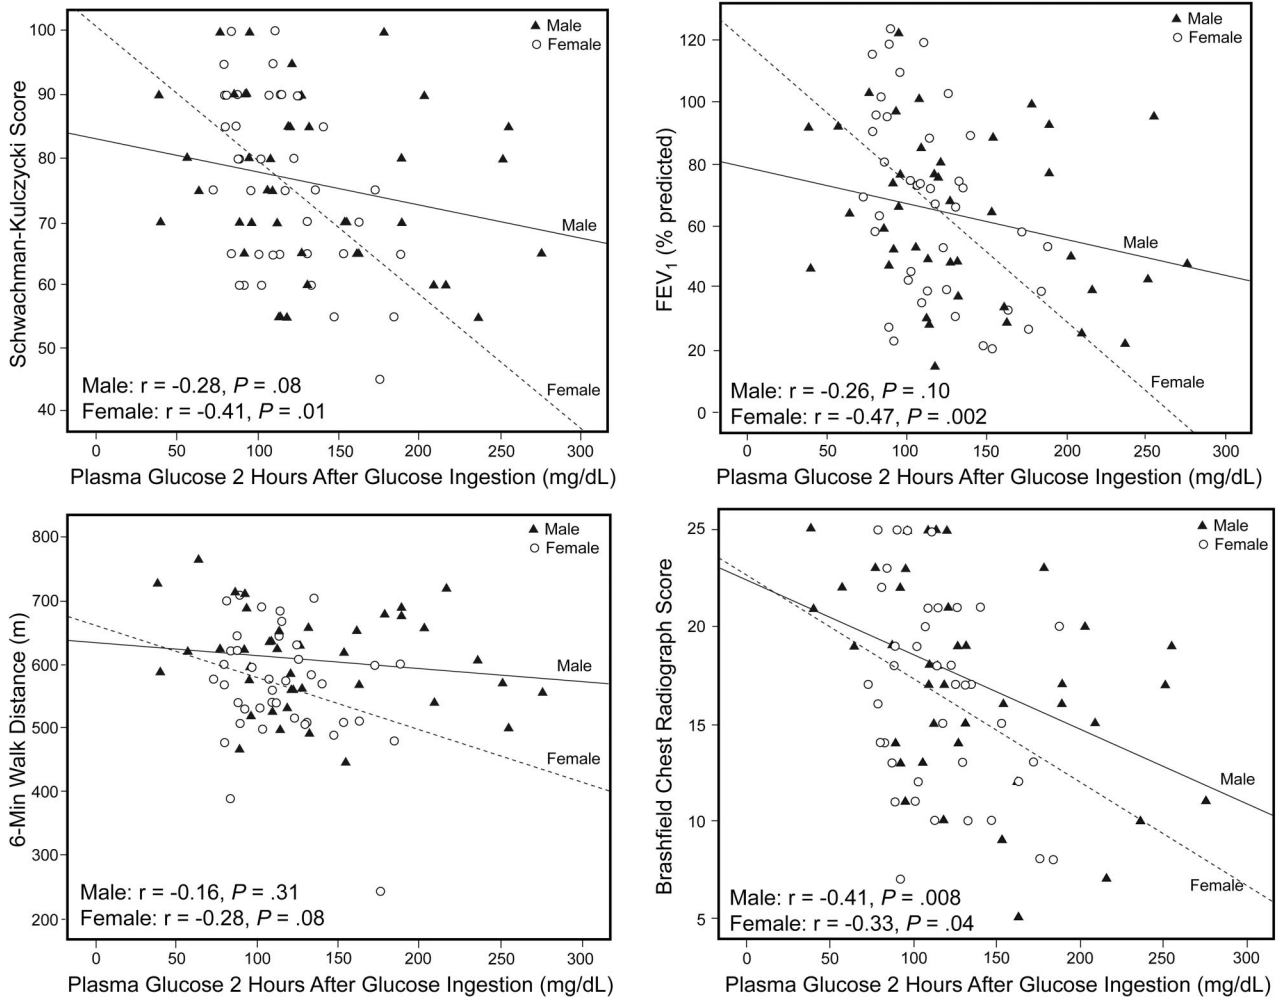 Male
Female
100
90
80
70
60
50
40
Schwachman-Kulczycki Score
Male
Female
Male: r = -0.28, P = .08
Female: r = -0.41, P = .01
0 50 100 150 200 250 300
Plasma Glucose 2 Hours After Glucose Ingestion (mg/dL)
Male
Female
120
100
80
60
40
20
0
FEV1 (% predicted)
Male
Female
Male: r = -0.26, P = .10
Female: r = -0.47, P = .002
0 50 100 150 200 250 300
Plasma Glucose 2 Hours After Glucose Ingestion (mg/dL)
Male
Female
800
700
600
500
400
300
200
6-Min Walk Distance (m)
Male
Female
Male: r = -0.16, P = .31
Female: r = -0.28, P = .08
0 50 100 150 200 250 300
Plasma Glucose 2 Hours After Glucose Ingestion (mg/dL)
Male
Female
25
20
15
10
5
Brashfield Chest Radiograph Score
Male
Female
Male: r = -0.41, P = .008
Female: r = -0.33, P = .04
0 50 100 150 200 250 300
Plasma Glucose 2 Hours After Glucose Ingestion (mg/dL)